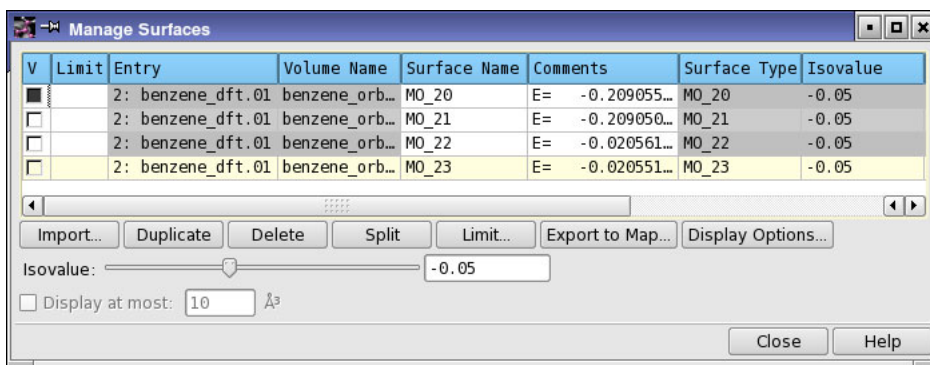 Manage Surfaces
V Limit Entry Volume Name Surface Name Comments Surface Type Isovalue
2: benzene_dft.01 benzene_orb… MO_20 E= -0.209055… MO_20 -0.05
2: benzene_dft.01 benzene_orb… MO_21 E= -0.209050… MO_21 -0.05
2: benzene_dft.01 benzene_orb… MO_22 E= -0.020561… MO_22 -0.05
2: benzene_dft.01 benzene_orb… MO_23 E= -0.020551… MO_23 -0.05
Import... Duplicate Delete Split Limit... Export to Map... Display Options...
Isovalue: -0.05
Display at most: 10 Å³
Close Help